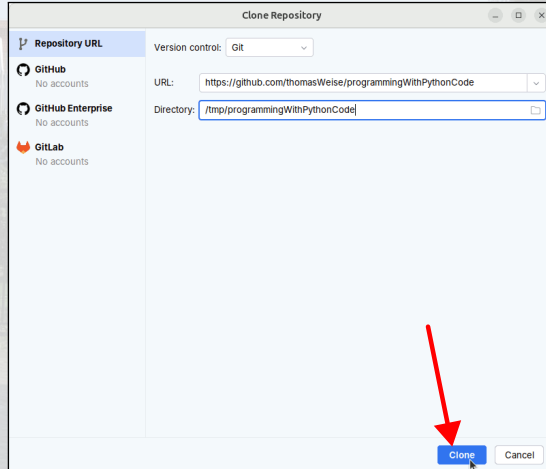 Clone Repository
Repository URL
GitHub
No accounts
GitHub Enterprise
No accounts
GitLab
No accounts
Version control: Git
URL: https://github.com/thomasWeise/programmingWithPythonCode
Directory: /tmp/programmingWithPythonCode
Clone
Cancel